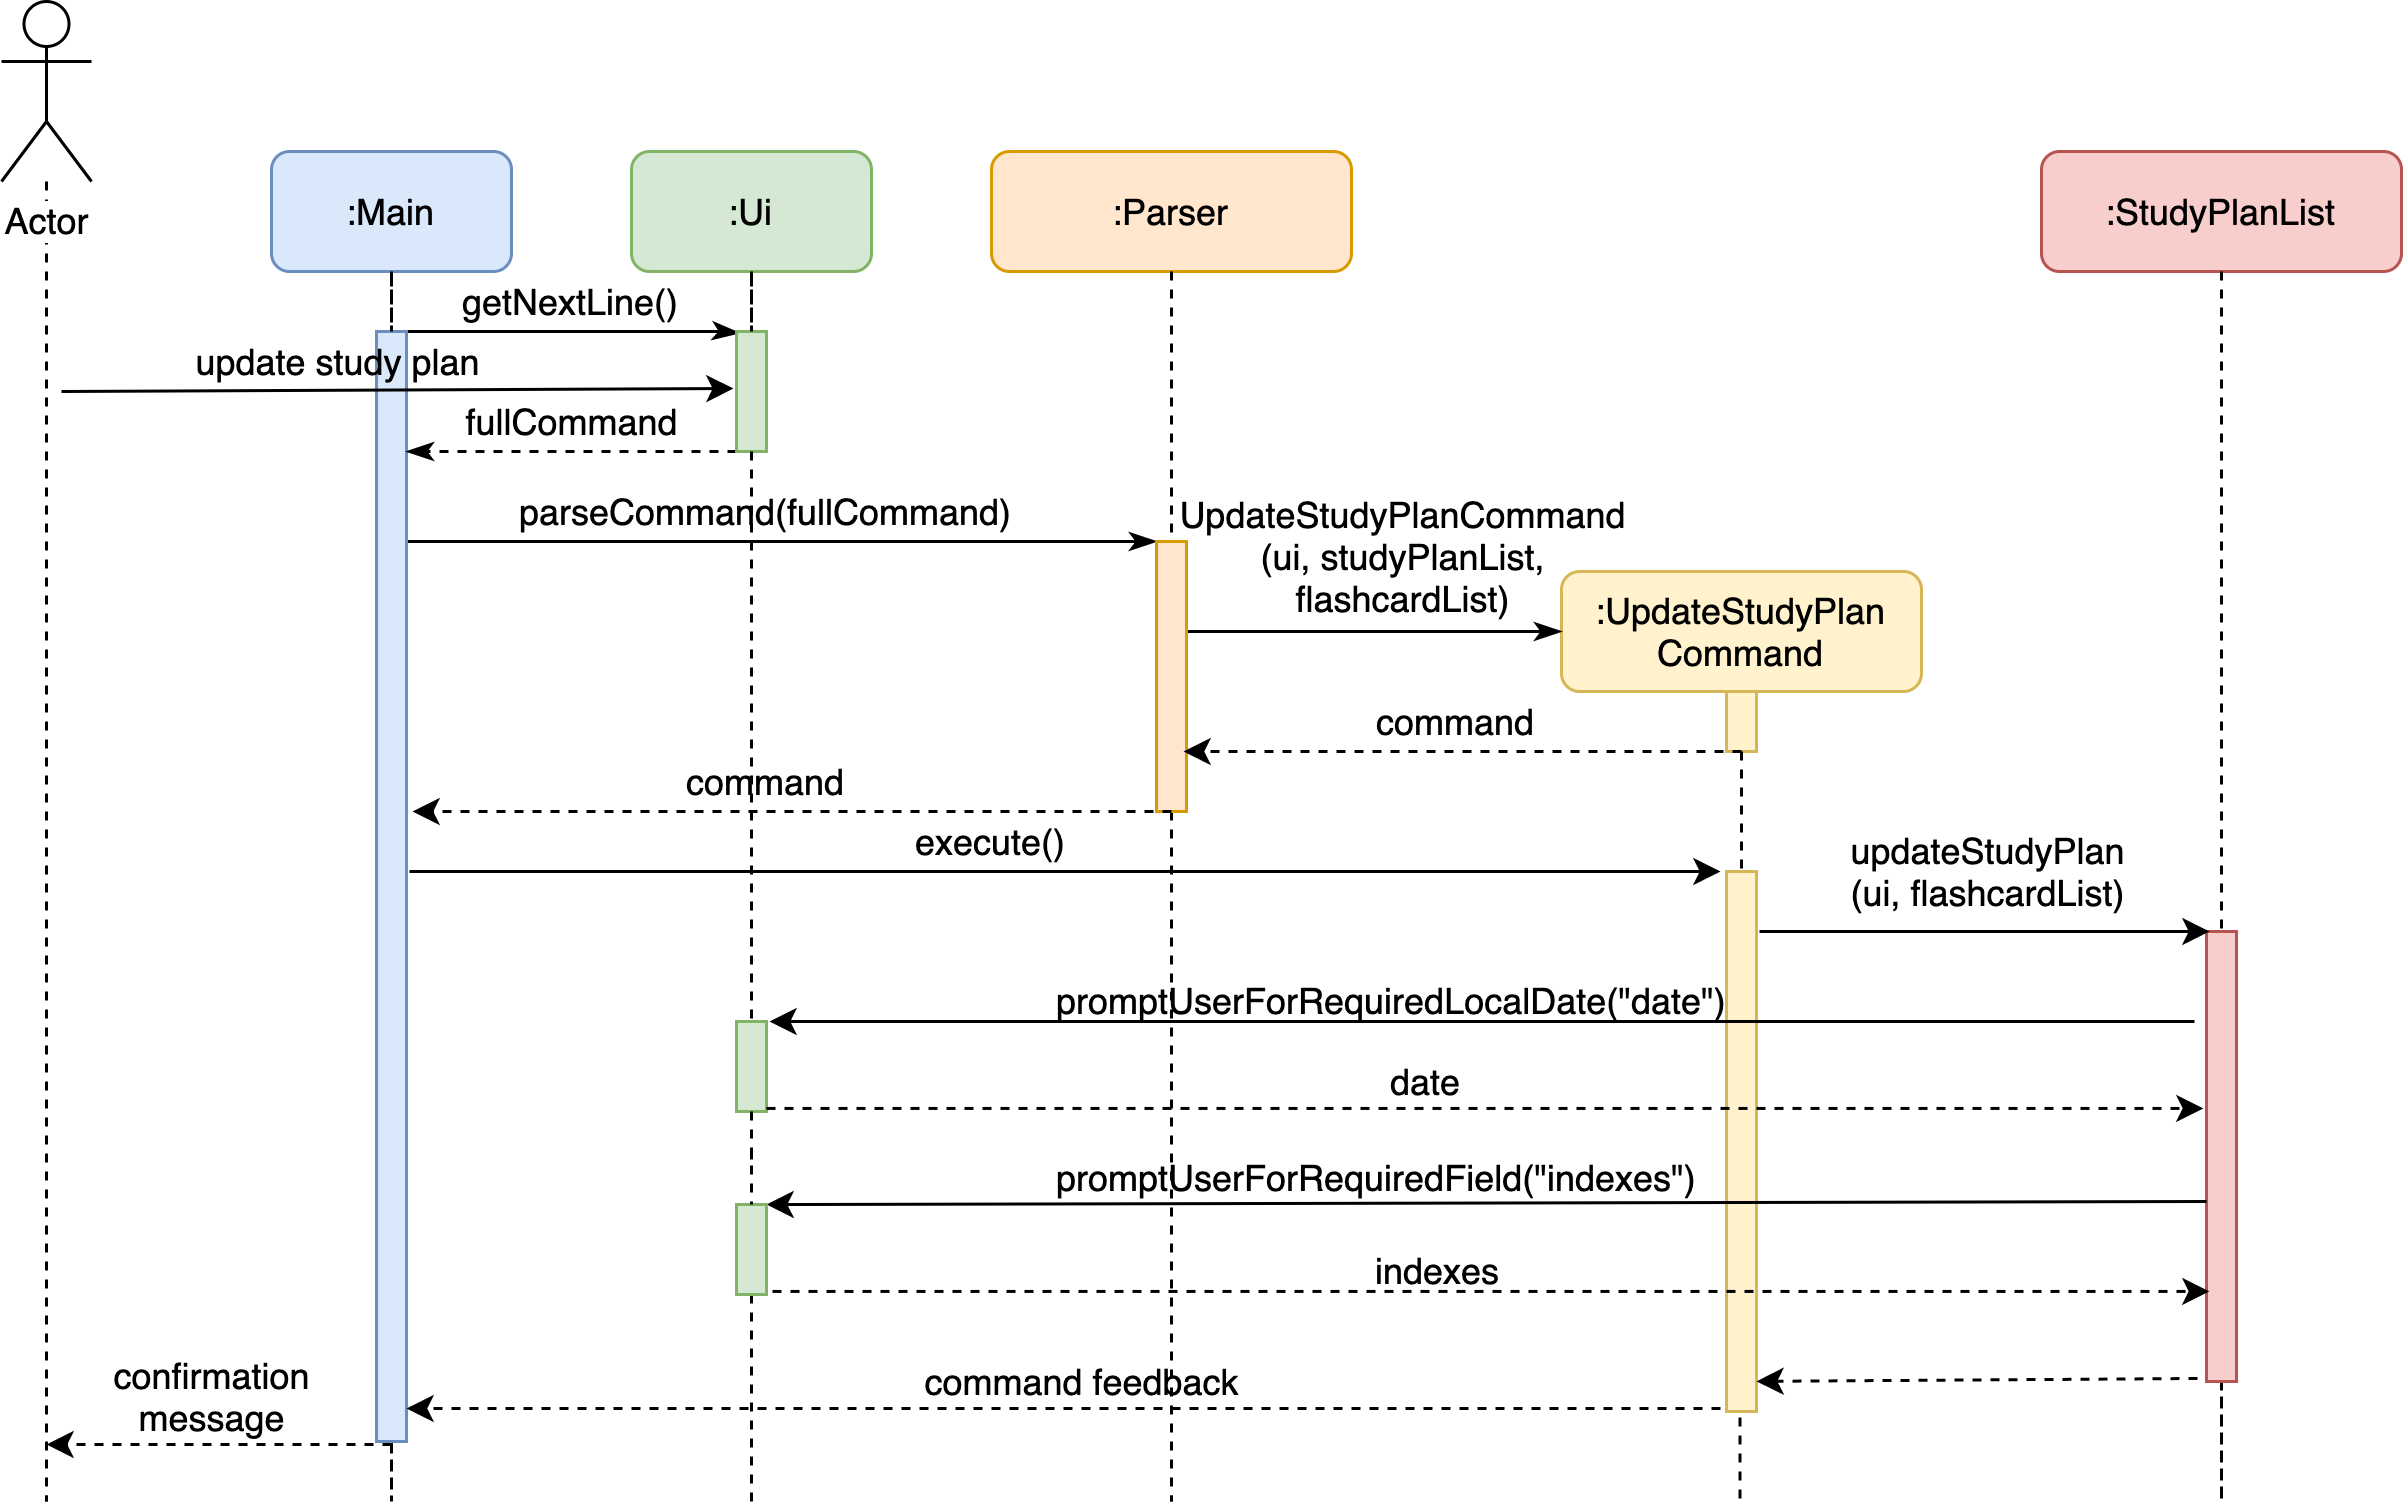 Actor
:Main
:Ui
:Parser
:StudyPlanList
getNextLine()
update study plan
fullCommand
parseCommand(fullCommand)
UpdateStudyPlanCommand
(ui, studyPlanList,
flashcardList)
:UpdateStudyPlan
Command
command
command
execute()
updateStudyPlan
(ui, flashcardList)
promptUserForRequiredLocalDate("date")
date
promptUserForRequiredField("indexes")
indexes
confirmation
message
command feedback